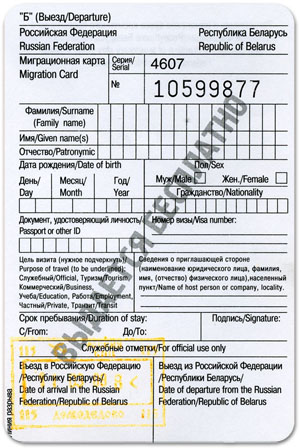 "Б" (Выезд/Departure)
Российская Федерация Республика Беларусь
Russian Federation Republic of Belarus
Миграционная карта Серия/ 4607
Migration Card Serial
№ 10599877
Фамилия/Surname
(Family name)
Имя/Given name(s)
Отчество/Patronymic
Дата рождения/Date of birth Пол/Sex
День/ Месяц/ Год/ Муж/Male Жен./Female
Day Month Year Гражданство/Nationality
Документ, удостоверяющий личность/ Номер визы/Visa number:
Passport or other ID
Цель визита (нужное подчеркнуть)/ Сведения о приглашающей стороне
Purpose of travel (to be underlined): (наименование юридического лица, фамилия,
Служебный/Official, Туризм/Tourism, имя, (отчество) физического лица), населенный
Коммерческий/Business, пункт/Name of host person or company, locality:
Учеба/Education, Работа/Employment,
Частный/Private, Транзит/Transit
Срок пребывания/Duration of stay: Подпись/Signature:
С/From: До/To:
Служебные отметки/For official use only
Въезд в Российскую Федерацию Выезд из Российской Федерации
/Республику Беларусь/ /Республики Беларусь/
Date of arrival in the Russian Date of departure from the Russian
Federation/Republic of Belarus Federation/Republic of Belarus
ВЫДАЕТСЯ БЕСПЛАТНО